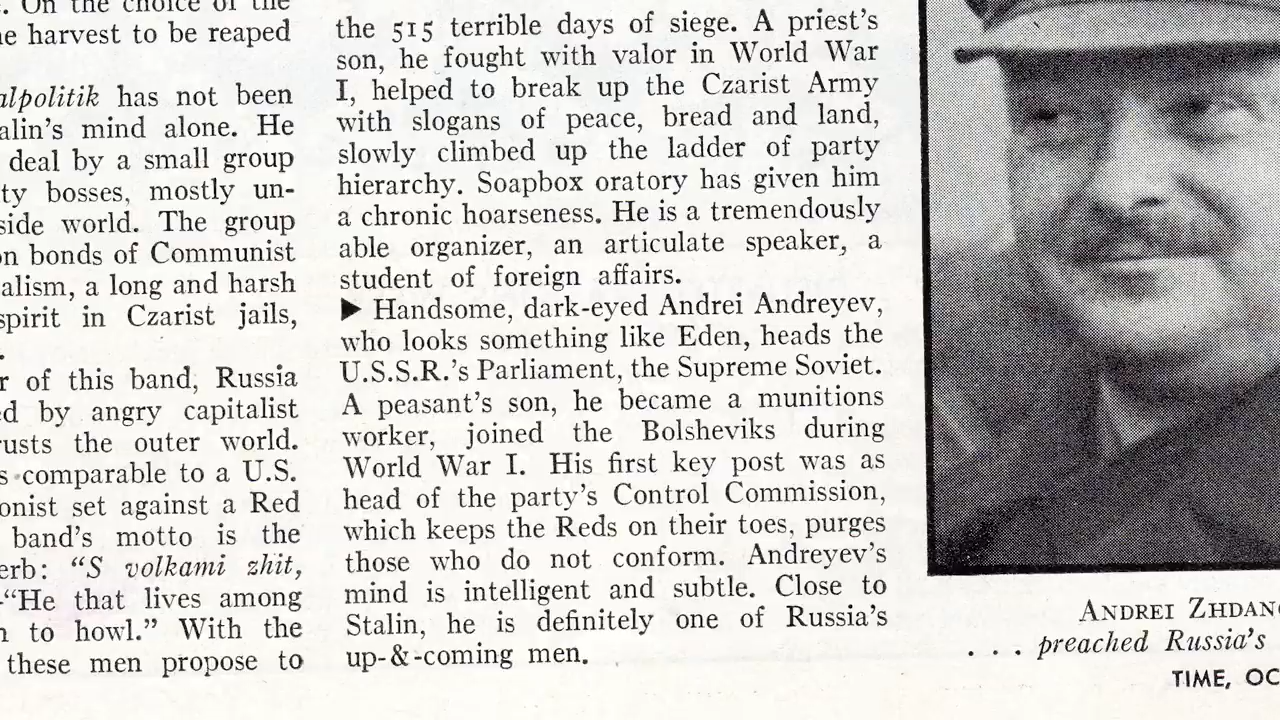 . On the choice of the
harvest to be reaped
has not been
mind alone. He
deal by a small group
bosses, mostly un-
world. The group
bonds of Communist
a long and harsh
spirit in Czarist jails,
of this band, Russia
by angry capitalist
the outer world.
comparable to a U.S.
set against a Red
band's motto is the
: “S volkami zhit,
“He that lives among
to howl.” With the
these men propose to
the 515 terrible days of siege. A priest's
son, he fought with valor in World War
I, helped to break up the Czarist Army
with slogans of peace, bread and land,
slowly climbed up the ladder of party
hierarchy. Soapbox oratory has given him
a chronic hoarseness. He is a tremendously
able organizer, an articulate speaker, a
student of foreign affairs.
▶ Handsome, dark-eyed Andrei Andreyev,
who looks something like Eden, heads the
U.S.S.R.'s Parliament, the Supreme Soviet.
A peasant's son, he became a munitions
worker, joined the Bolsheviks during
World War I. His first key post was as
head of the party's Control Commission,
which keeps the Reds on their toes, purges
those who do not conform. Andreyev's
mind is intelligent and subtle. Close to
Stalin, he is definitely one of Russia's
up-&-coming men.
ANDREI ZHDAN
. . . preached Russia's
TIME, OC